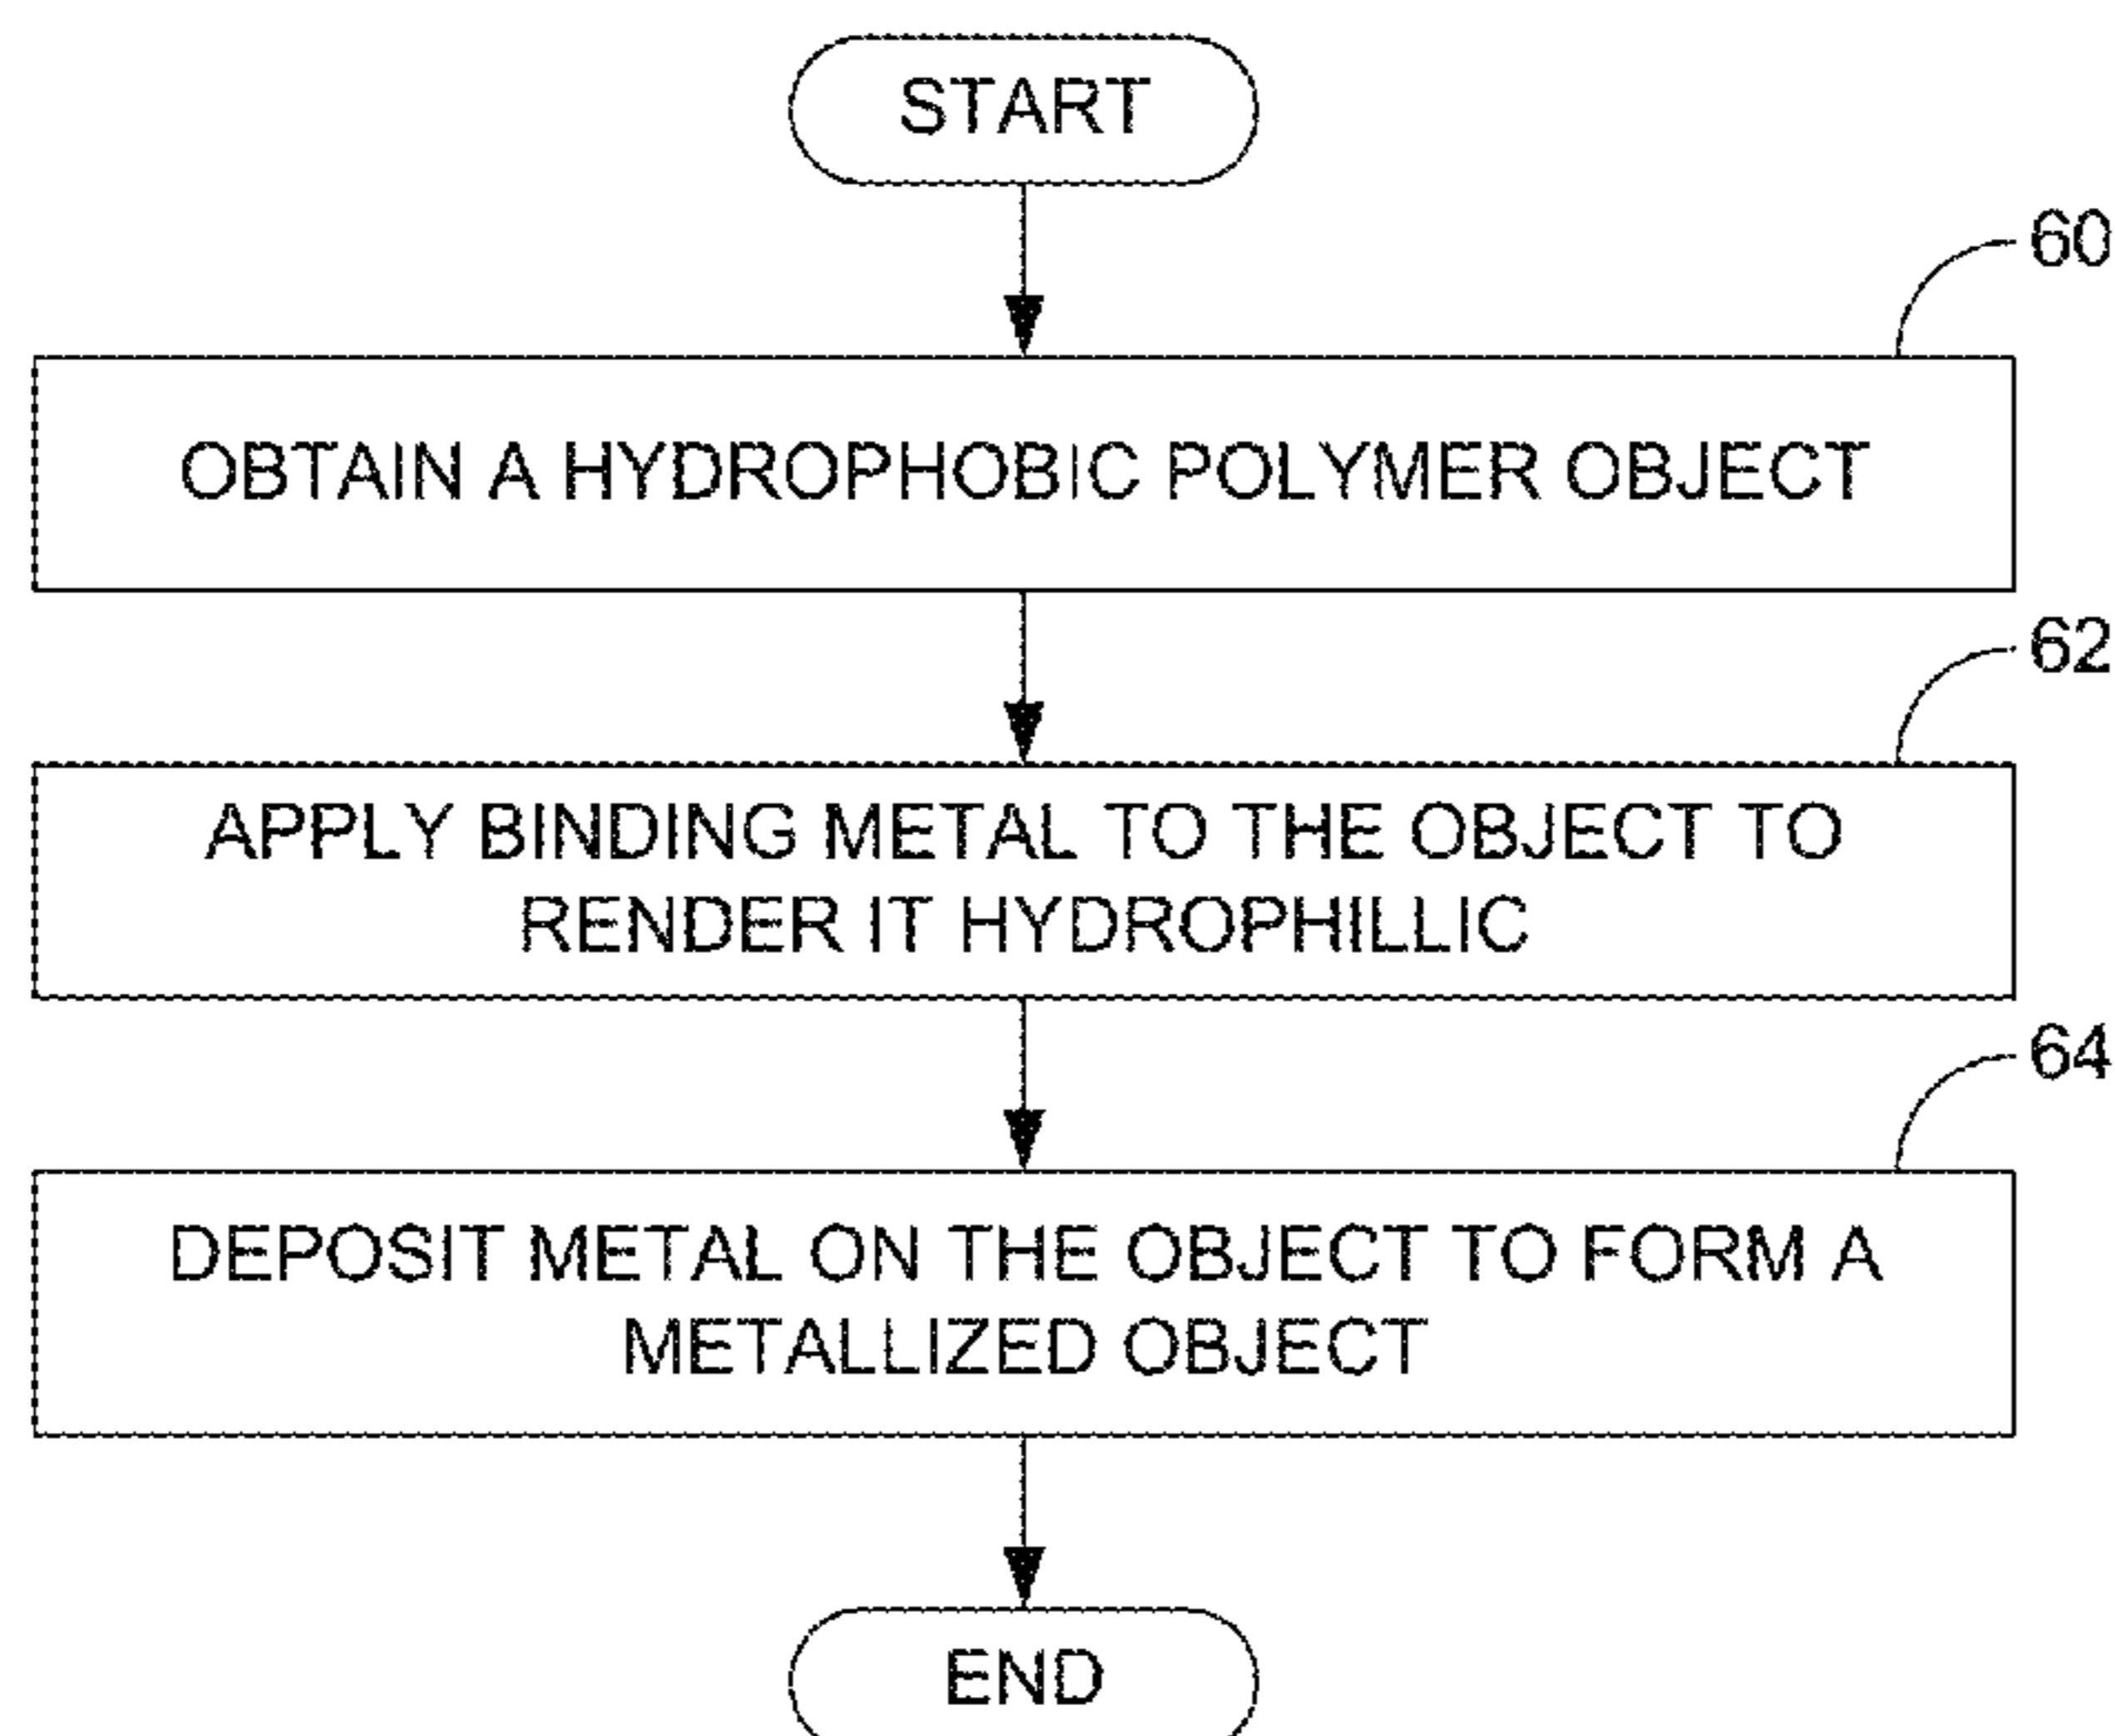 START
60
OBTAIN A HYDROPHOBIC POLYMER OBJECT
62
APPLY BINDING METAL TO THE OBJECT TO
RENDER IT HYDROPHILLIC
64
DEPOSIT METAL ON THE OBJECT TO FORM A
METALLIZED OBJECT
END